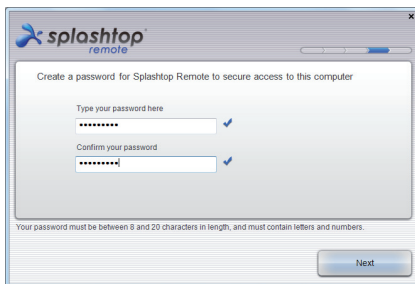 splashtop
remote
Create a password for Splashtop Remote to secure access to this computer
Type your password here
•••••••••
Confirm your password
•••••••••
Your password must be between 8 and 20 characters in length, and must contain letters and numbers.
Next